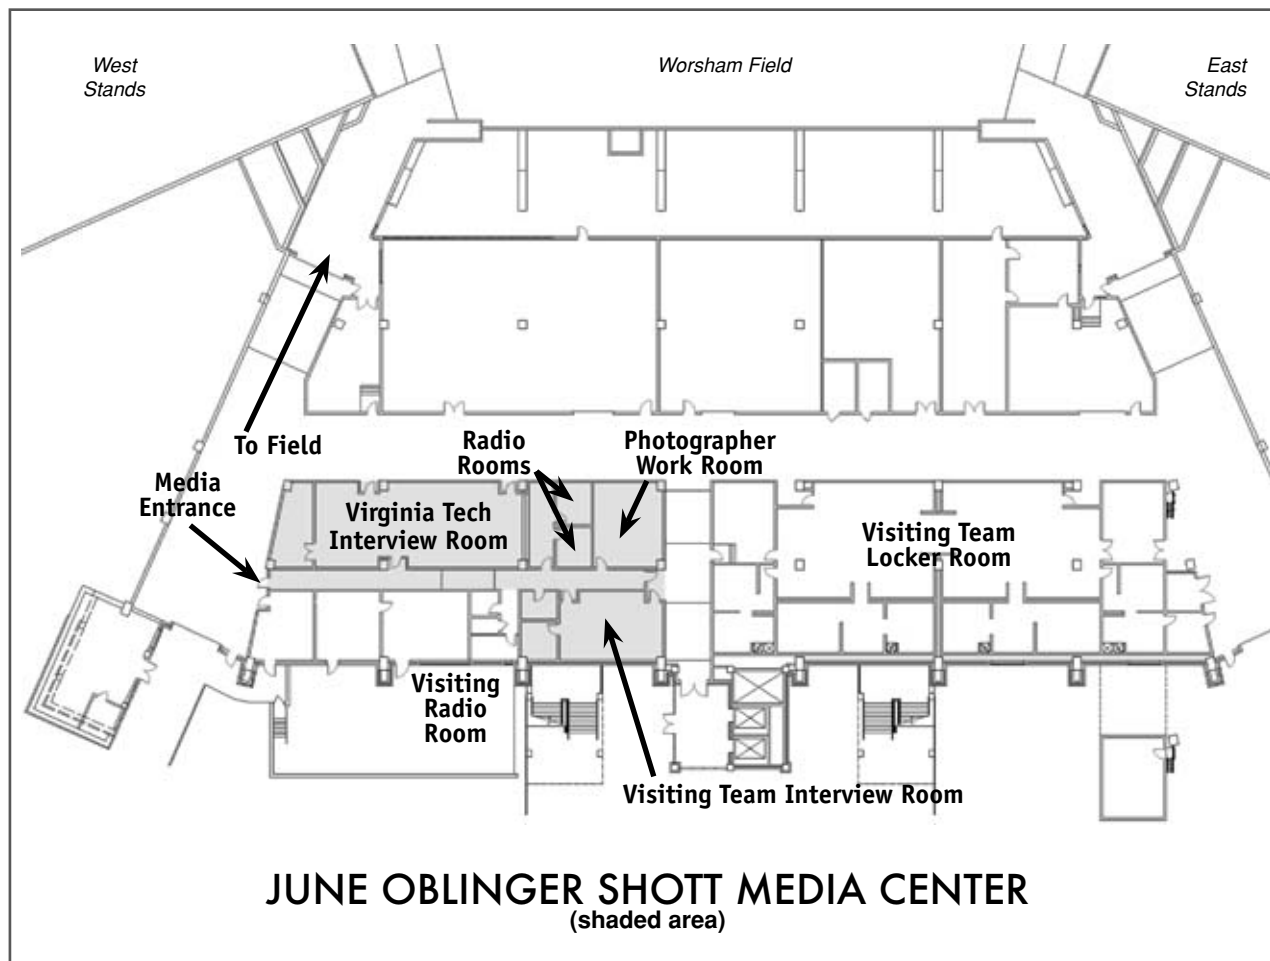 West
Stands
Worsham Field
East
Stands
To Field
Radio
Rooms
Photographer
Work Room
Media
Entrance
Virginia Tech
Interview Room
Visiting Team
Locker Room
Visiting
Radio
Room
Visiting Team Interview Room
JUNE OBLINGER SHOTT MEDIA CENTER
(shaded area)